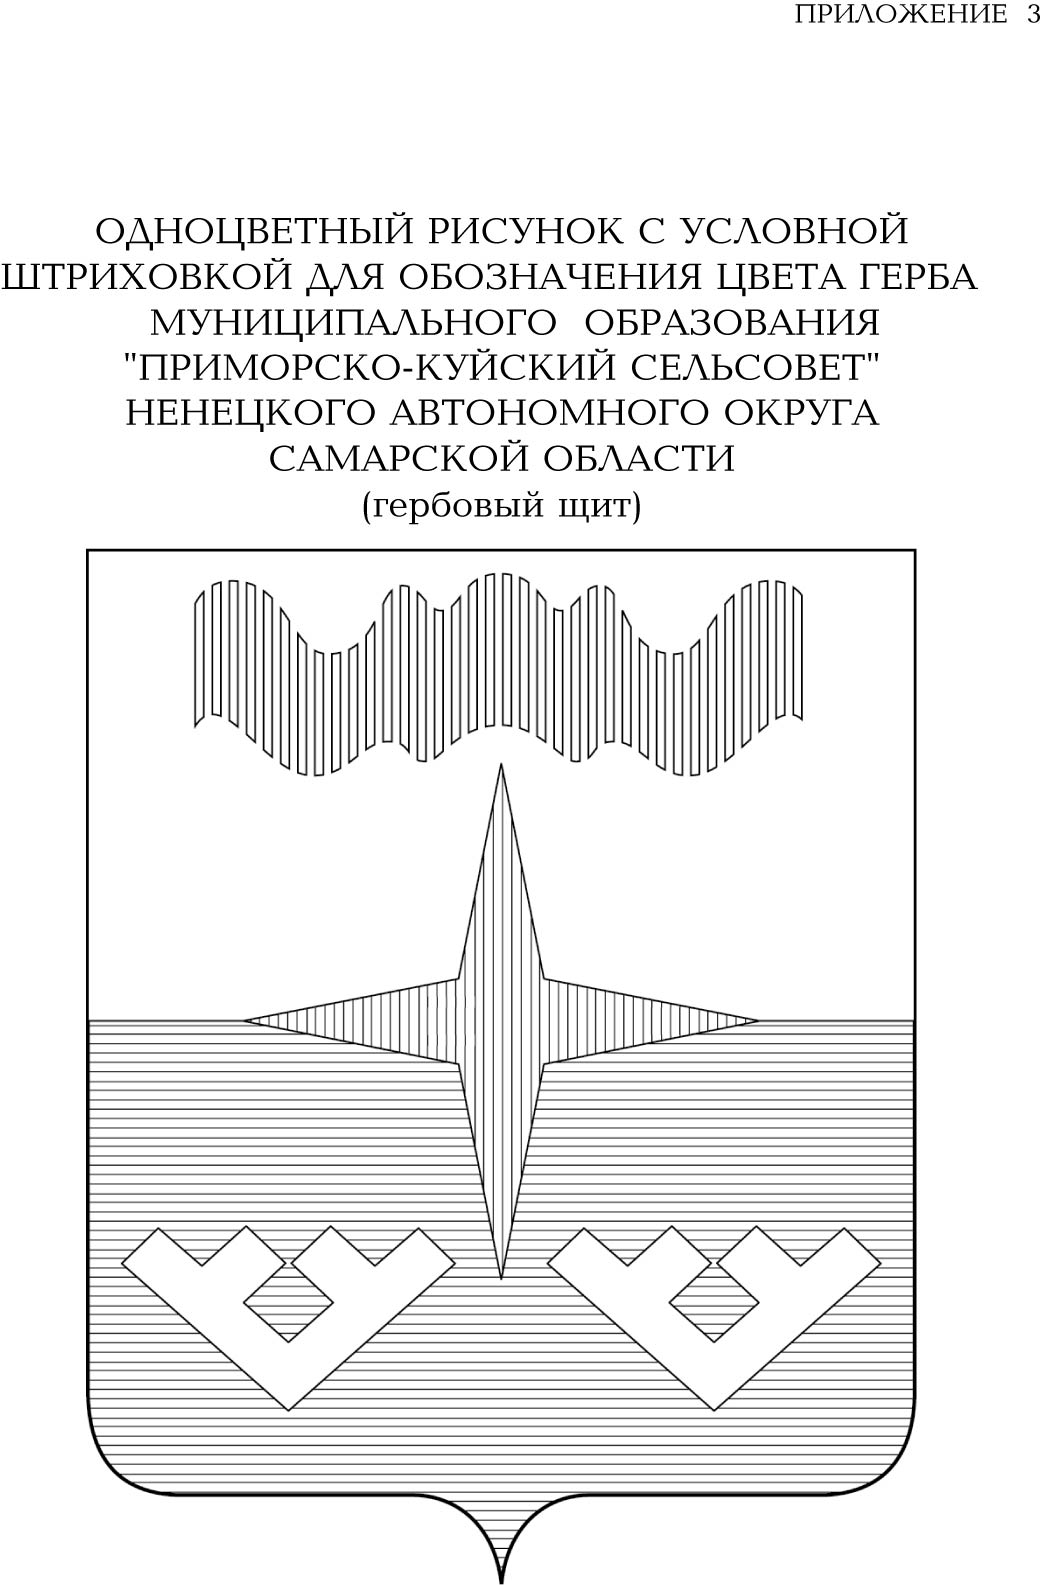 ПРИЛОЖЕНИЕ 3
ОДНОЦВЕТНЫЙ РИСУНОК С УСЛОВНОЙ
ШТРИХОВКОЙ ДЛЯ ОБОЗНАЧЕНИЯ ЦВЕТА ГЕРБА
МУНИЦИПАЛЬНОГО ОБРАЗОВАНИЯ
"ПРИМОРСКО-КУЙСКИЙ СЕЛЬСОВЕТ"
НЕНЕЦКОГО АВТОНОМНОГО ОКРУГА
САМАРСКОЙ ОБЛАСТИ
(гербовый щит)